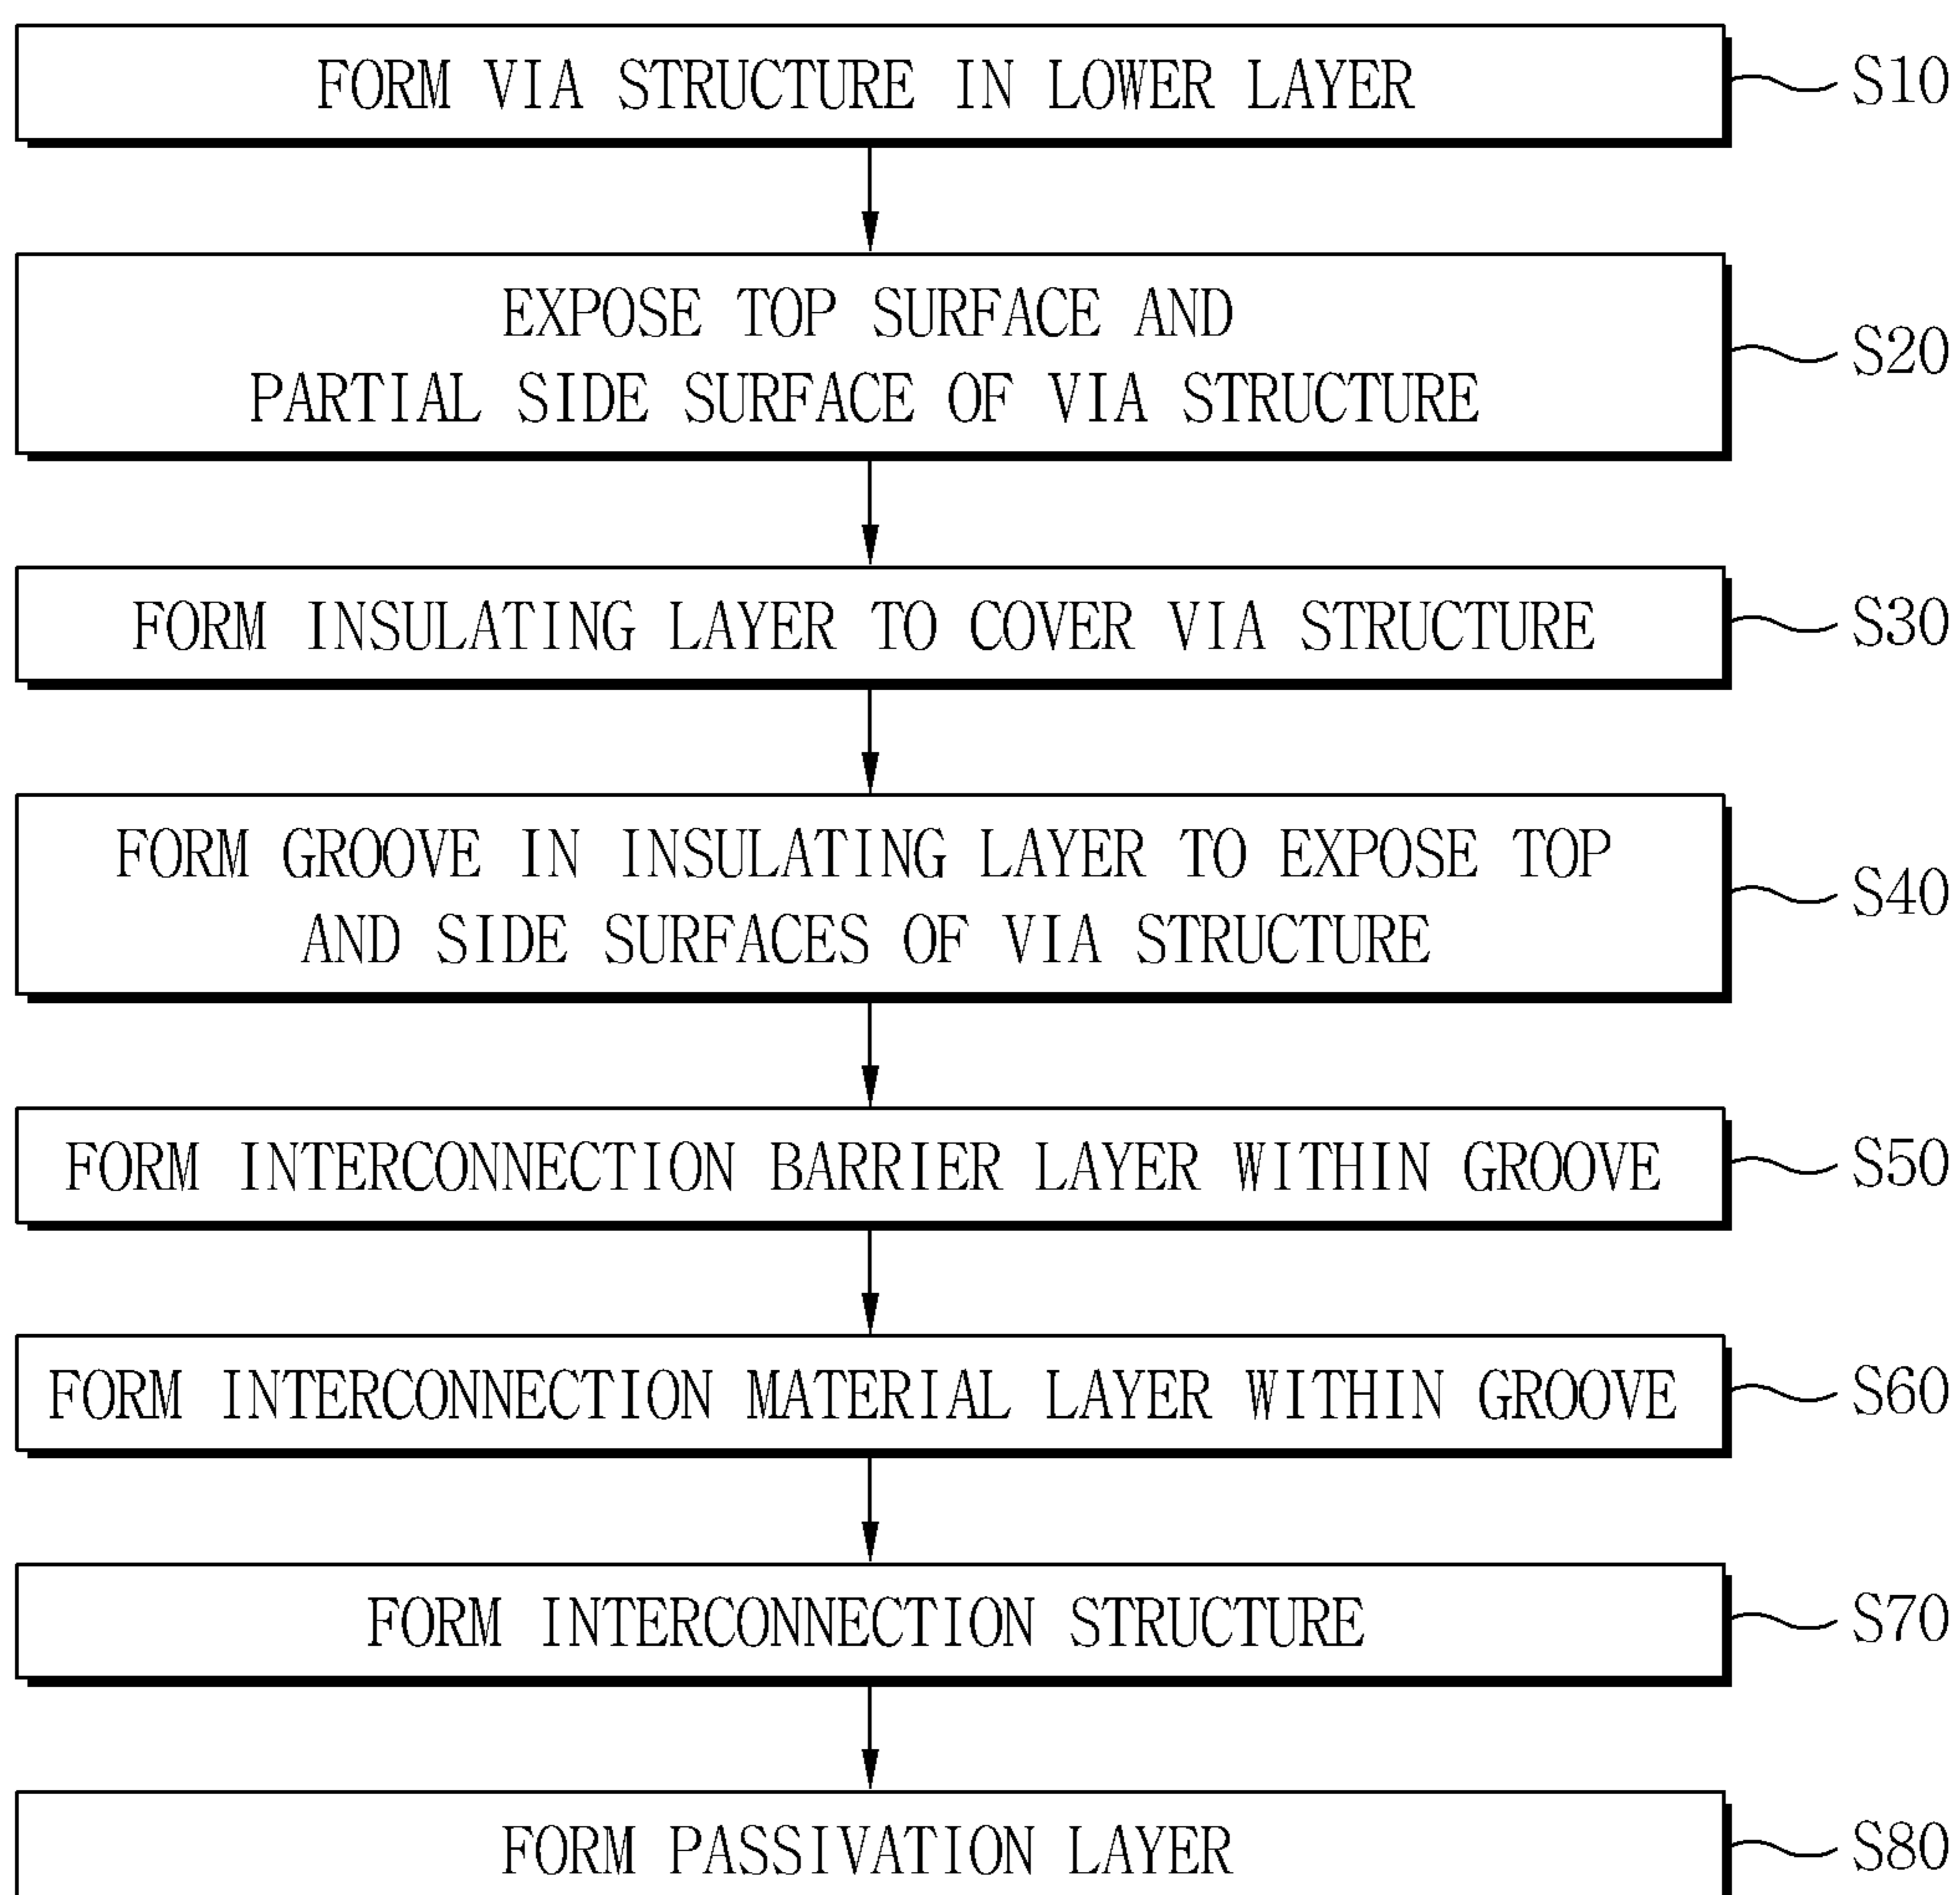 FORM VIA STRUCTURE IN LOWER LAYER
S10
EXPOSE TOP SURFACE AND
PARTIAL SIDE SURFACE OF VIA STRUCTURE
S20
FORM INSULATING LAYER TO COVER VIA STRUCTURE
S30
FORM GROOVE IN INSULATING LAYER TO EXPOSE TOP
AND SIDE SURFACES OF VIA STRUCTURE
S40
FORM INTERCONNECTION BARRIER LAYER WITHIN GROOVE
S50
FORM INTERCONNECTION MATERIAL LAYER WITHIN GROOVE
S60
FORM INTERCONNECTION STRUCTURE
S70
FORM PASSIVATION LAYER
S80